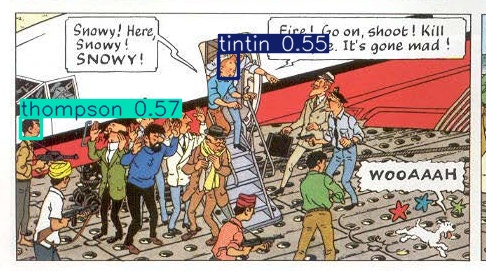 Snowy! Here,
Snowy!
SNOWY!
tintin 0.55
Fire! Go on, shoot! Kill
e. It's gone mad!
thompson 0.57
WOOAAAH